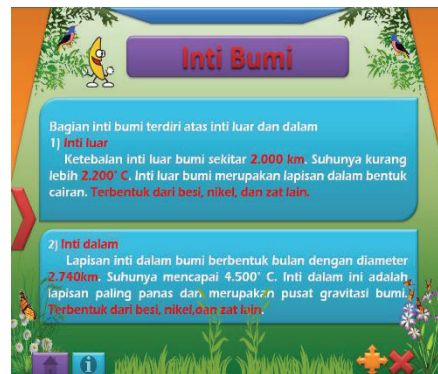 Inti Bumi
Bagian inti bumi terdiri atas inti luar dan dalam
1) Inti luar
Ketebalan inti luar bumi sekitar 2.000 km. Suhunya kurang
lebih 2.200° C. Inti luar bumi merupakan lapisan dalam bentuk
cairan. Terbentuk dari besi, nikel, dan zat lain.
2) Inti dalam
Lapisan inti dalam bumi berbentuk bulan dengan diameter
2.740km. Suhunya mencapai 4.500° C. Inti dalam ini adalah
lapisan paling panas dan merupakan pusat gravitasi bumi.
Terbentuk dari besi, nikel,dan zat lain.
i